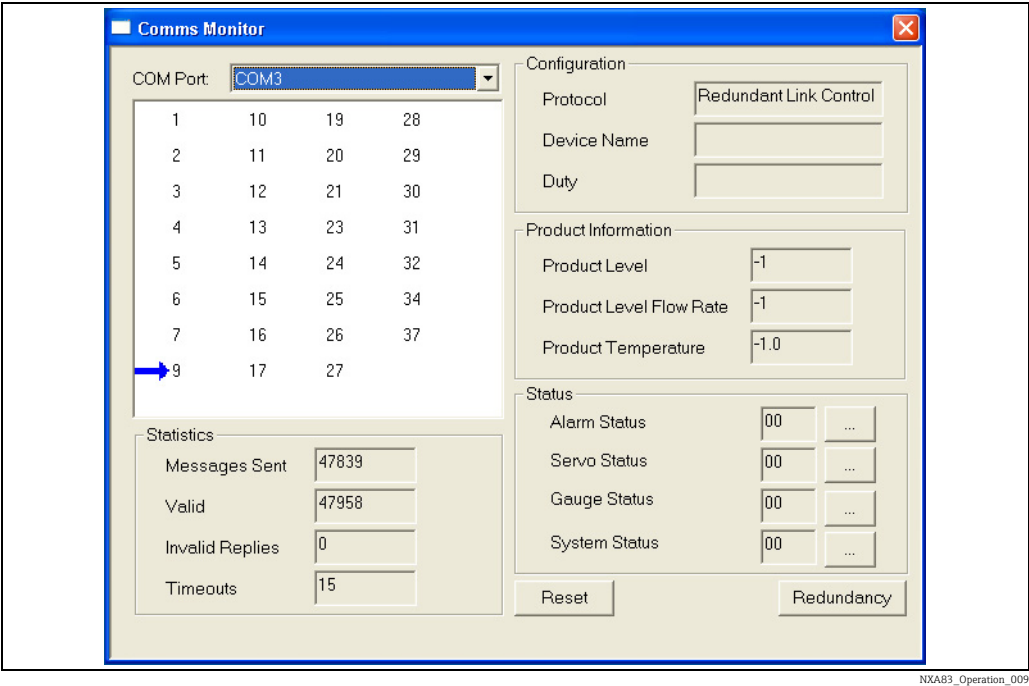 Comms Monitor
COM Port: COM3
1 10 19 28
2 11 20 29
3 12 21 30
4 13 23 31
5 14 24 32
6 15 25 34
7 16 26 37
9 17 27
Statistics
Messages Sent 47839
Valid 47958
Invalid Replies 0
Timeouts 15
Configuration
Protocol Redundant Link Control
Device Name
Duty
Product Information
Product Level -1
Product Level Flow Rate -1
Product Temperature -1.0
Status
Alarm Status 00 ...
Servo Status 00 ...
Gauge Status 00 ...
System Status 00 ...
Reset Redundancy
NXA83_Operation_009